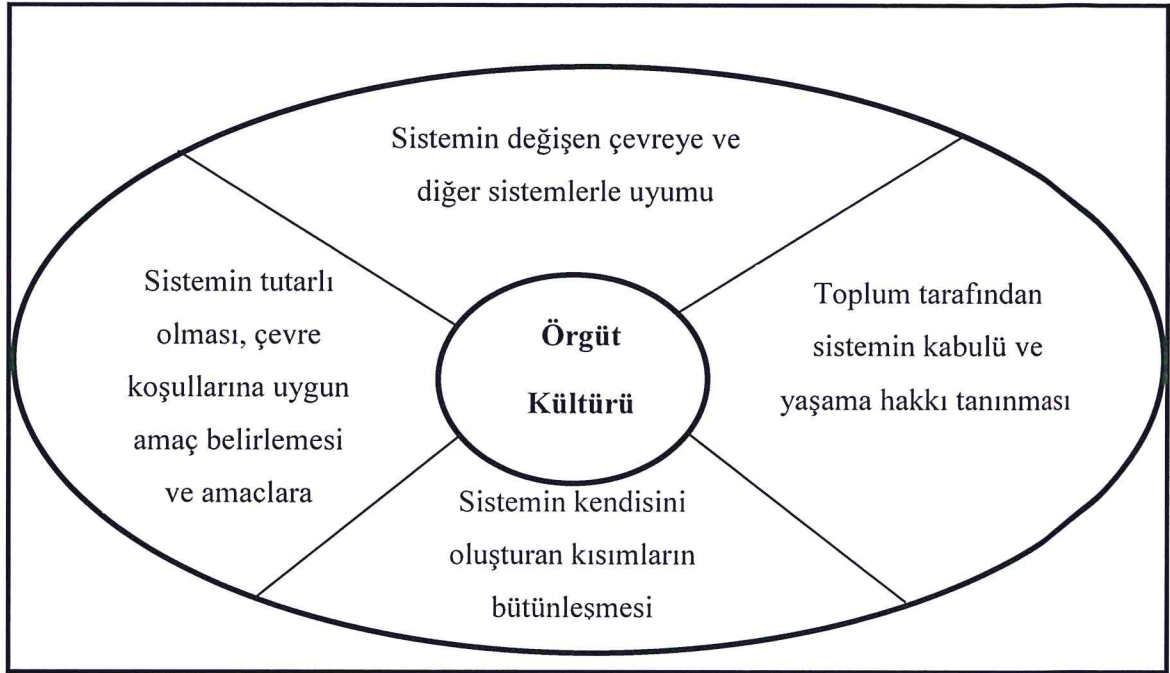 Sistemin değişen çevreye ve
diğer sistemlerle uyumu
Sistemin tutarlı
olması, çevre
koşullarına uygun
amaç belirlemesi
ve amaclara
Örgüt
Kültürü
Toplum tarafından
sistemin kabulü ve
yaşama hakkı tanınması
Sistemin kendisini
oluşturan kısımların
bütünleşmesi